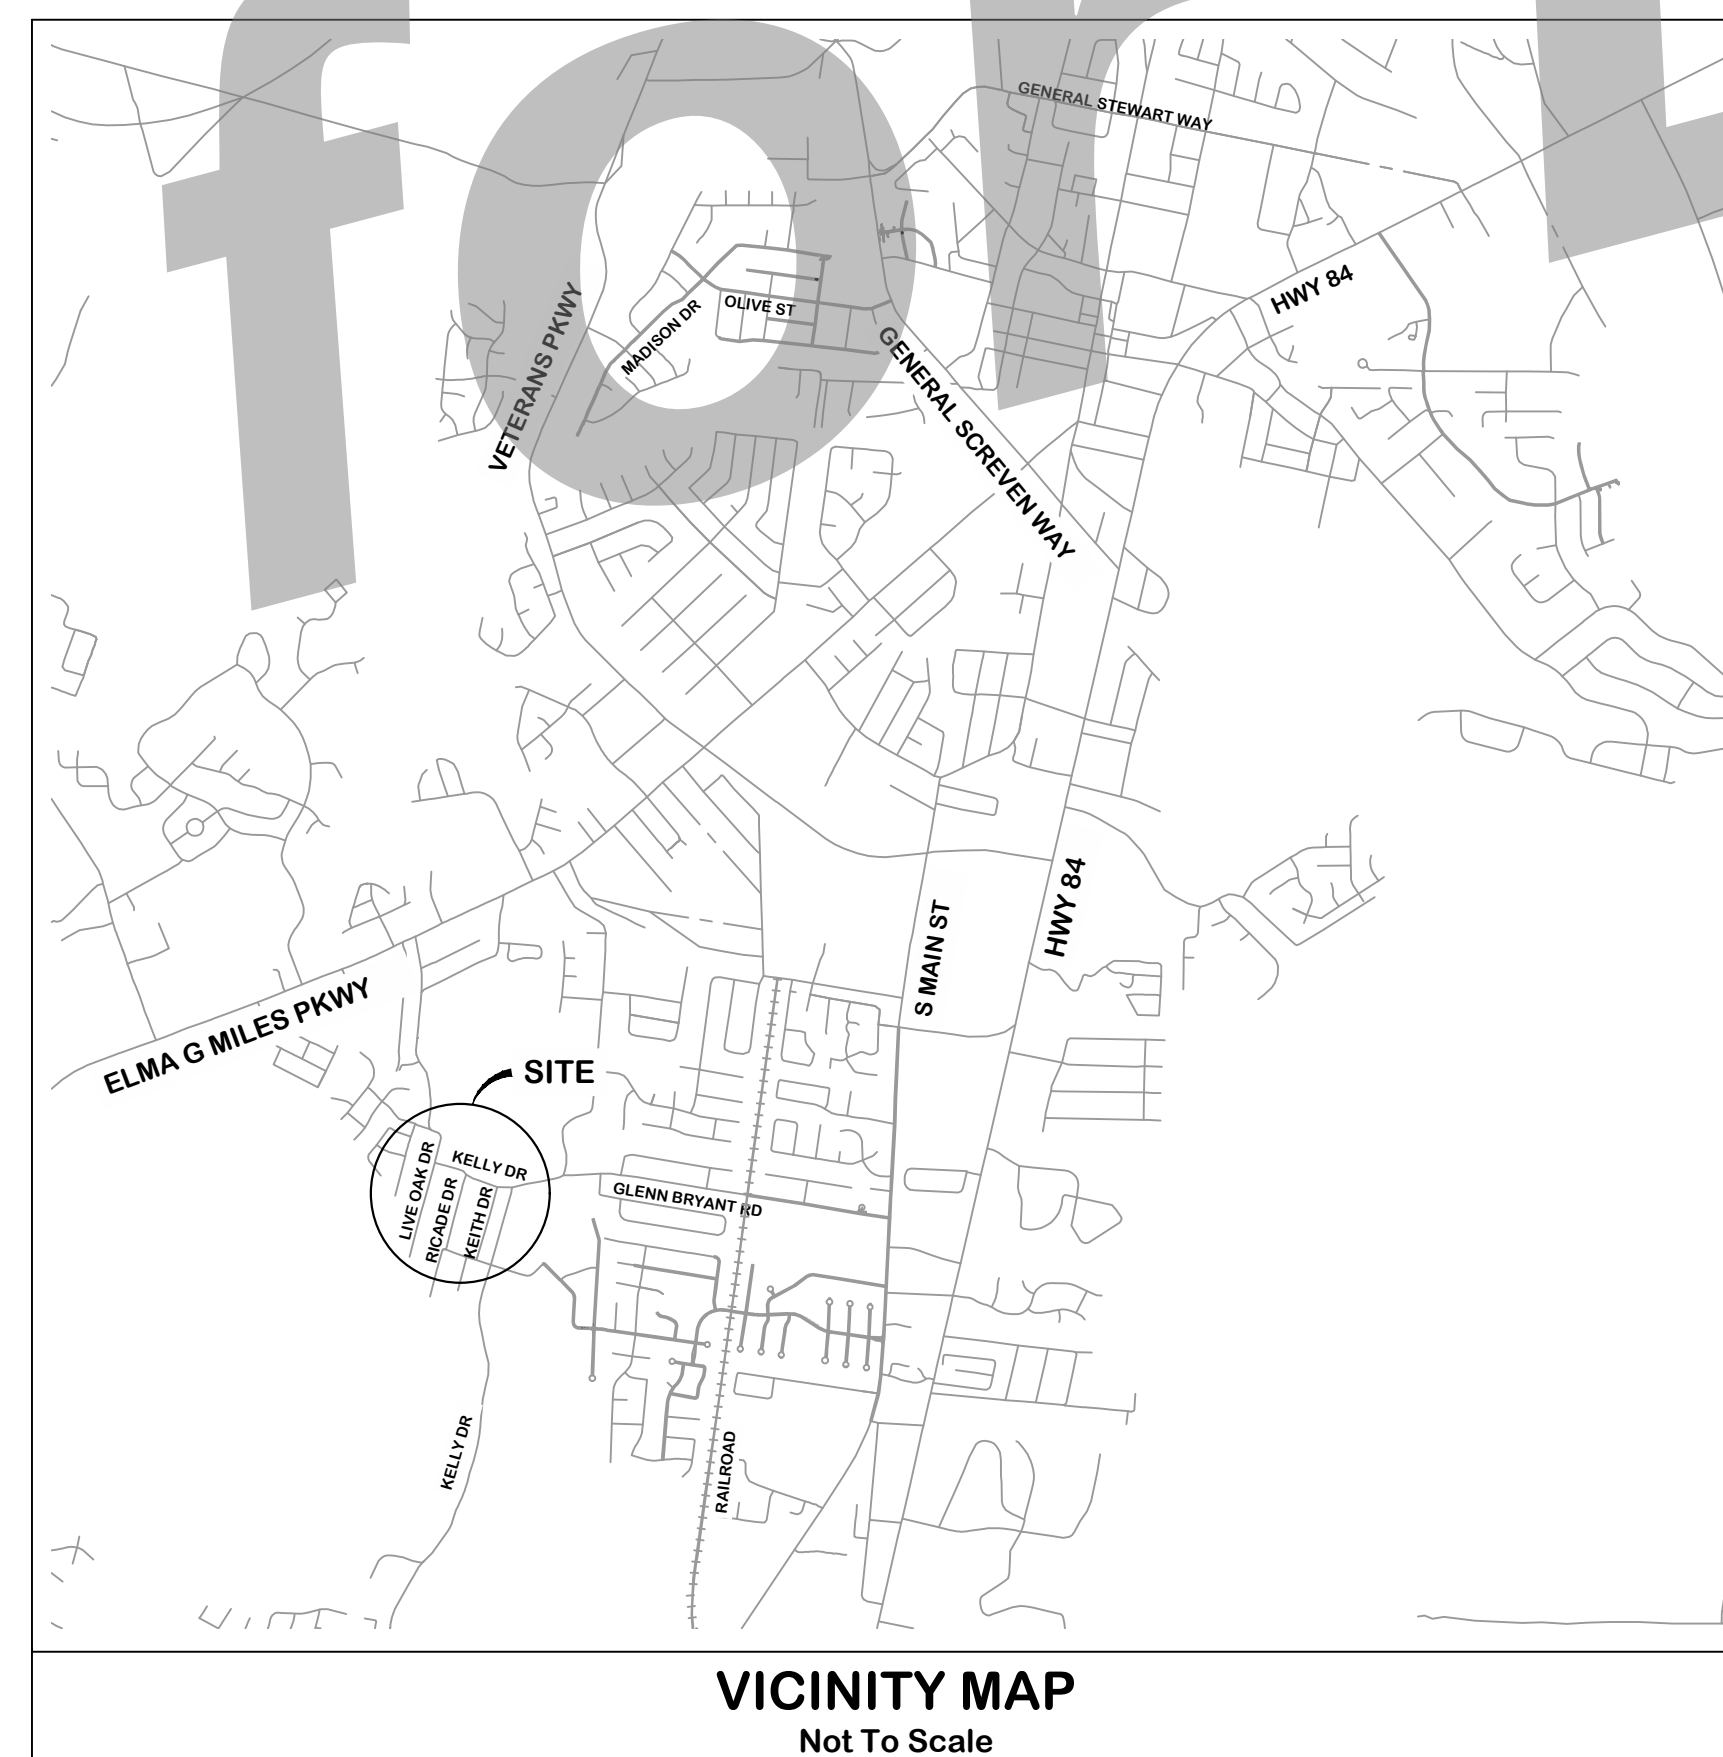 for L
GENERAL STEWART WAY
HWY 84
OLIVE ST
MADISON DR
VETERANS PKWY
GENERAL SCREVEN WAY
HWY 84
S MAIN ST
ELMA G MILES PKWY
SITE
KELLY DR
LIVE OAK DR
RICADE DR
KEITH DR
GLENN BRYANT RD
KELLY DR
RAILROAD
VICINITY MAP
Not To Scale